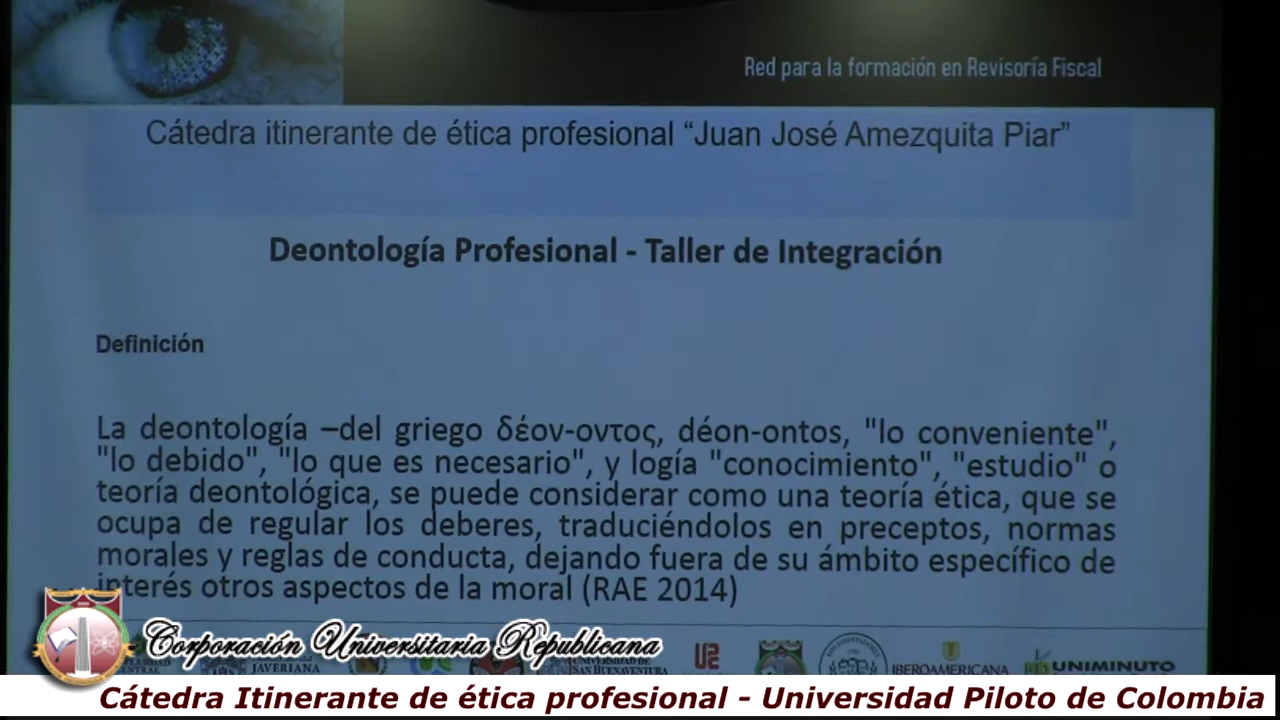 Red para la formación en Revisoría Fiscal
Cátedra itinerante de ética profesional “Juan José Amezquita Piar”
Deontología Profesional - Taller de Integración
Definición
La deontología –del griego δέον-οντος, déon-ontos, "lo conveniente",
"lo debido", "lo que es necesario", y logía "conocimiento", "estudio" o
teoría deontológica, se puede considerar como una teoría ética, que se
ocupa de regular los deberes, traduciéndolos en preceptos, normas
morales y reglas de conducta, dejando fuera de su ámbito específico de
interés otros aspectos de la moral (RAE 2014)
Corporación Universitaria Republicana
JAVERIANA
UNIVERSIDAD DE
SAN BUENAVENTURA
IBEROAMERICANA
UNIMINUTO
Cátedra Itinerante de ética profesional - Universidad Piloto de Colombia